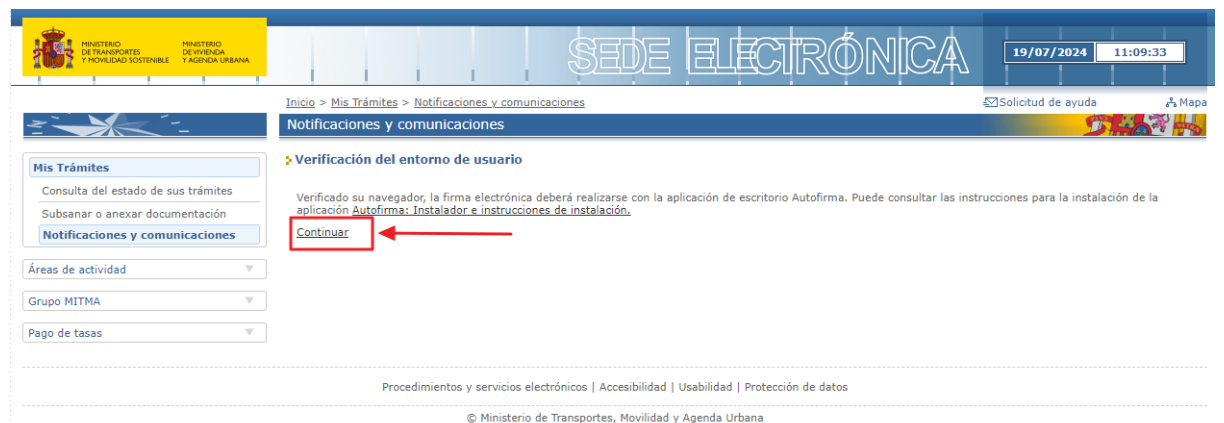 MINISTERIO
DE TRANSPORTES
Y MOVILIDAD SOSTENIBLE
MINISTERIO
DE VIVIENDA
Y AGENDA URBANA
SEDE ELECTRÓNICA
19/07/2024 11:09:33
Inicio > Mis Trámites > Notificaciones y comunicaciones
Solicitud de ayuda
Mapa
Notificaciones y comunicaciones
Mis Trámites
Consulta del estado de sus trámites
Subsanar o anexar documentación
Notificaciones y comunicaciones
Áreas de actividad
Grupo MITMA
Pago de tasas
Verificación del entorno de usuario
Verificado su navegador, la firma electrónica deberá realizarse con la aplicación de escritorio Autofirma. Puede consultar las instrucciones para la instalación de la
aplicación Autofirma: Instalador e instrucciones de instalación.
Continuar
Procedimientos y servicios electrónicos | Accesibilidad | Usabilidad | Protección de datos
© Ministerio de Transportes, Movilidad y Agenda Urbana